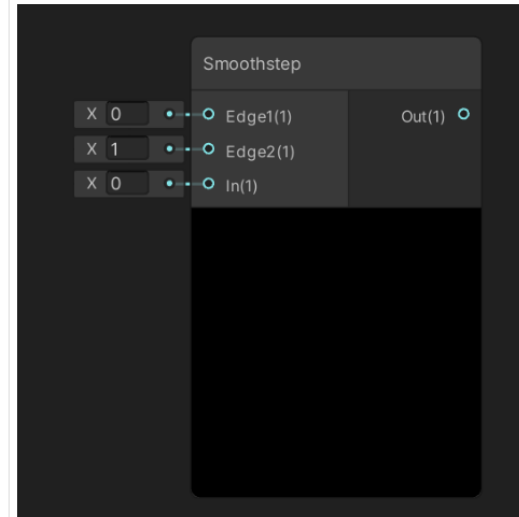 Smoothstep
X 0 Edge1(1) Out(1)
X 1 Edge2(1)
X 0 In(1)